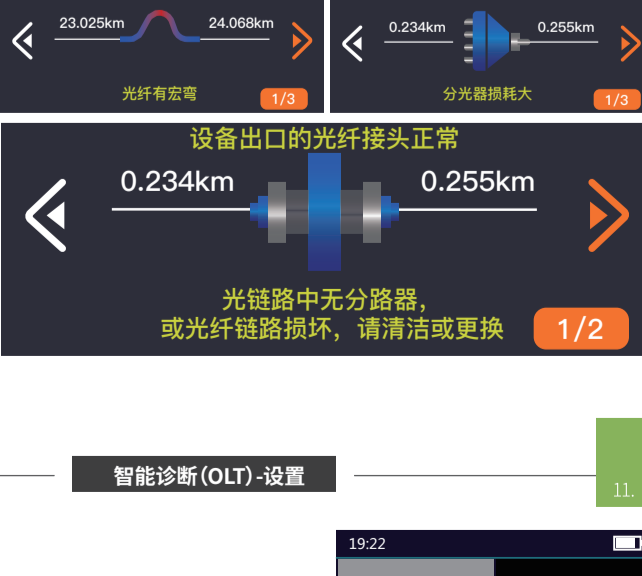 23.025km 24.068km
光纤有宏弯
1/3
0.234km 0.255km
分光器损耗大
1/3
设备出口的光纤接头正常
0.234km 0.255km
光链路中无分路器，
或光纤链路损坏，请清洁或更换
1/2
智能诊断(OLT)-设置
11.
19:22